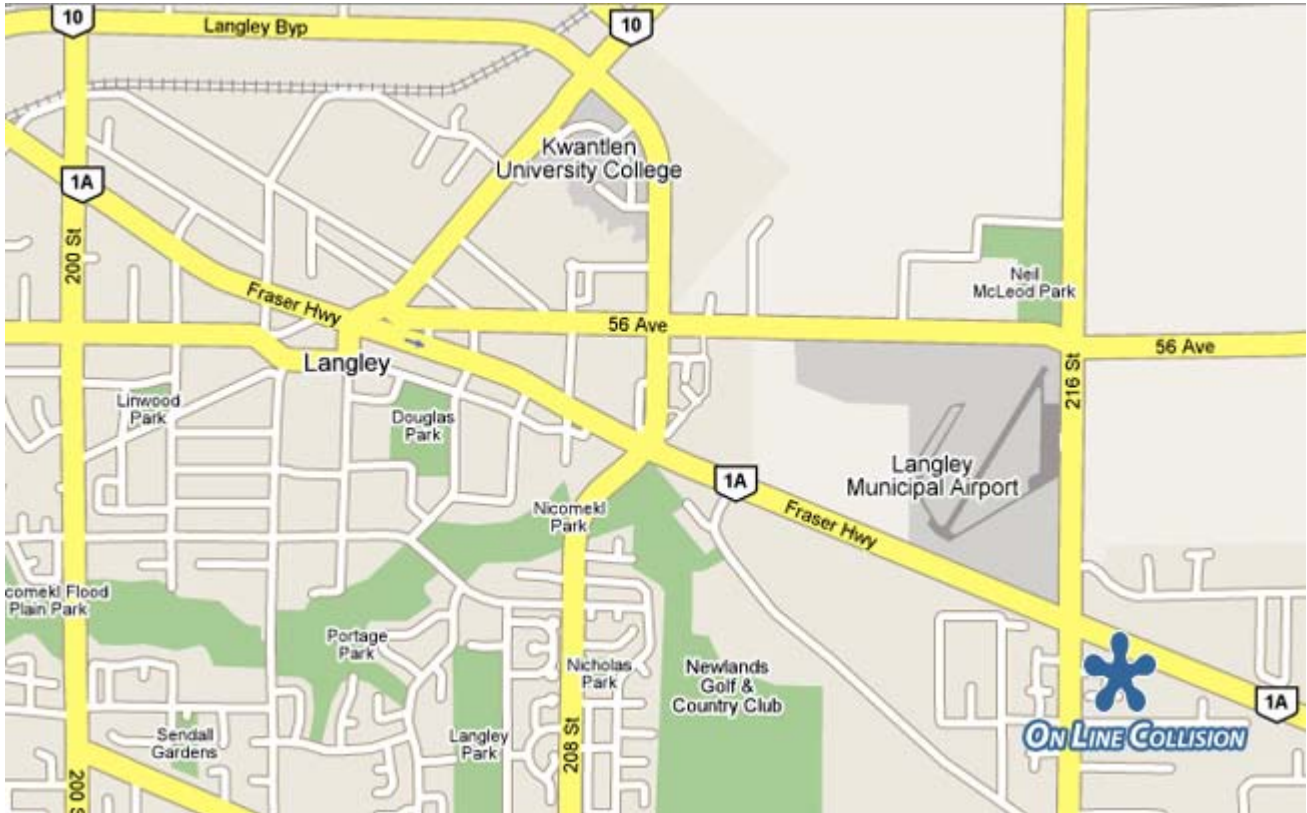 10
Langley Byp
10
Kwantlen
University College
1A
200 St
Neil
McLeod Park
Fraser Hwy
56 Ave
56 Ave
Langley
216 St
Linwood
Park
Douglas
Park
Langley
Municipal Airport
1A
Nicomekl
Park
Fraser Hwy
comekl Flood
Plain Park
Portage
Park
Nicholas
Park
Newlands
Golf &
Country Club
1A
Sendall
Gardens
Langley
Park
208 St
ON LINE COLLISION
200 S